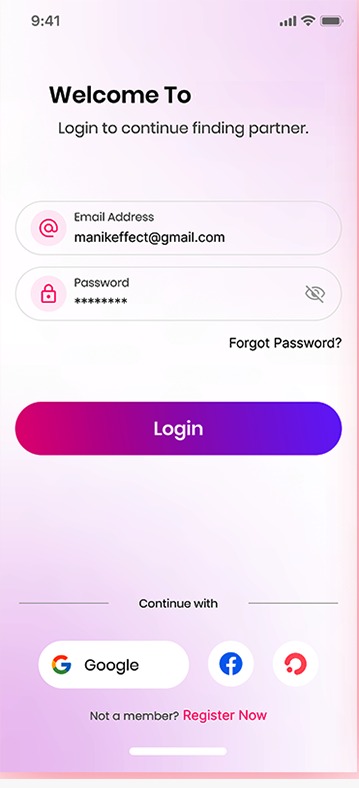 9:41
Welcome To
Login to continue finding partner.
Email Address
manikeffect@gmail.com
Password
********
Forgot Password?
Login
Continue with
Google
Not a member? Register Now